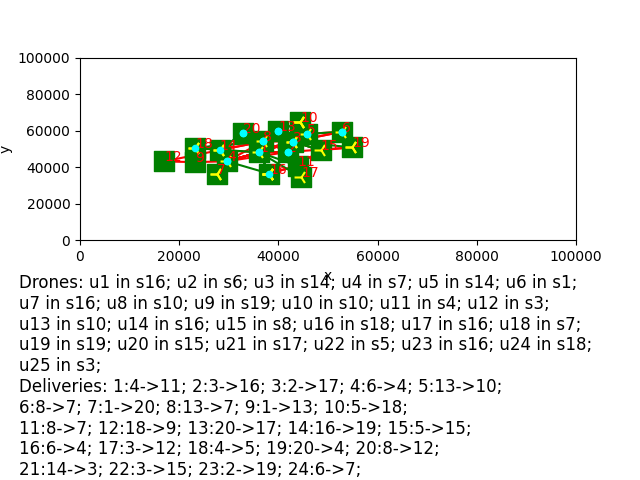 100000
80000
60000
40000
20000
0
y
0 20000 40000 60000 80000 100000
x
Drones: u1 in s16; u2 in s6; u3 in s14; u4 in s7; u5 in s14; u6 in s1;
u7 in s16; u8 in s10; u9 in s19; u10 in s10; u11 in s4; u12 in s3;
u13 in s10; u14 in s16; u15 in s8; u16 in s18; u17 in s16; u18 in s7;
u19 in s19; u20 in s15; u21 in s17; u22 in s5; u23 in s16; u24 in s18;
u25 in s3;
Deliveries: 1:4->11; 2:3->16; 3:2->17; 4:6->4; 5:13->10;
6:8->7; 7:1->20; 8:13->7; 9:1->13; 10:5->18;
11:8->7; 12:18->9; 13:20->17; 14:16->19; 15:5->15;
16:6->4; 17:3->12; 18:4->5; 19:20->4; 20:8->12;
21:14->3; 22:3->15; 23:2->19; 24:6->7;